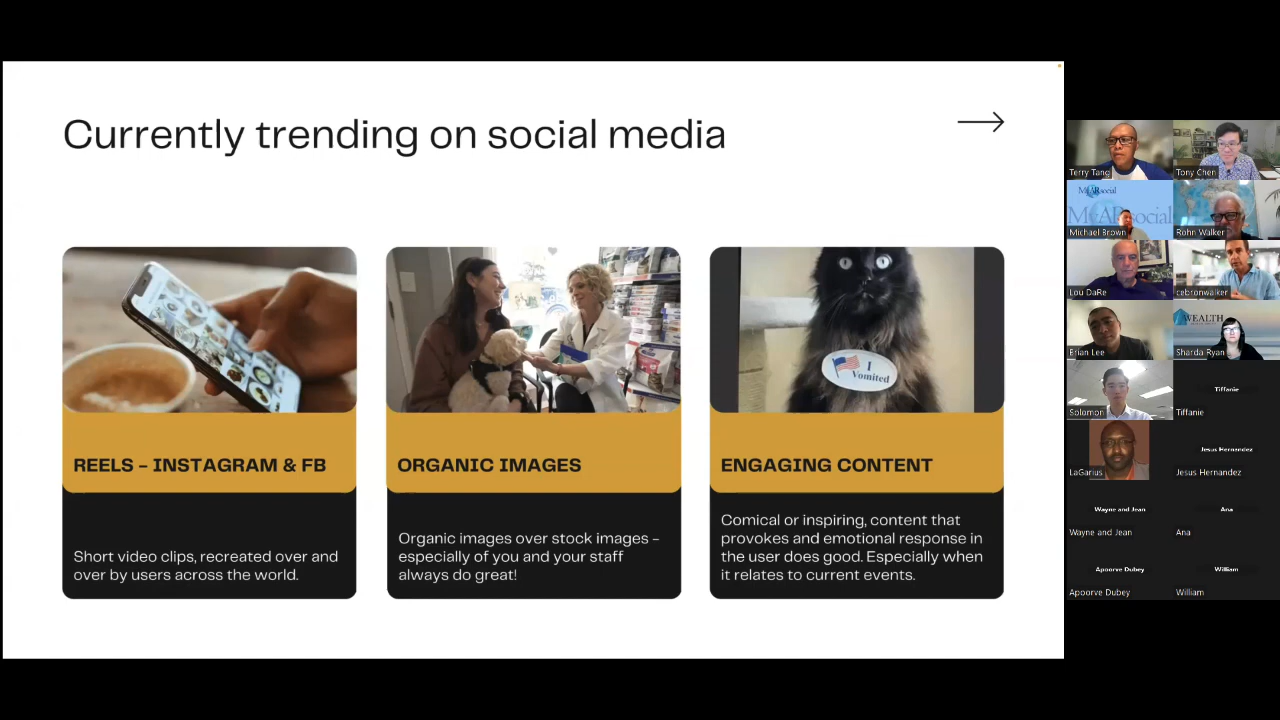 Currently trending on social media
I
Vomited
REELS - INSTAGRAM & FB
ORGANIC IMAGES
ENGAGING CONTENT
Short video clips, recreated over and
over by users across the world.
Organic images over stock images -
especially of you and your staff
always do great!
Comical or inspiring, content that
provokes and emotional response in
the user does good. Especially when
it relates to current events.
Terry Tang
Tony Chen
MyARsocial
MyARsocial
Michael Brown
Rohn Walker
Lou DaRe
cebronwalker
Brian Lee
WEALTH
Sharda Ryan
Solomon
Tiffanie
Tiffanie
LaGarius
Jesus Hernandez
Jesus Hernandez
Wayne and Jean
Wayne and Jean
Ana
Ana
Apoorve Dubey
Apoorve Dubey
William
William